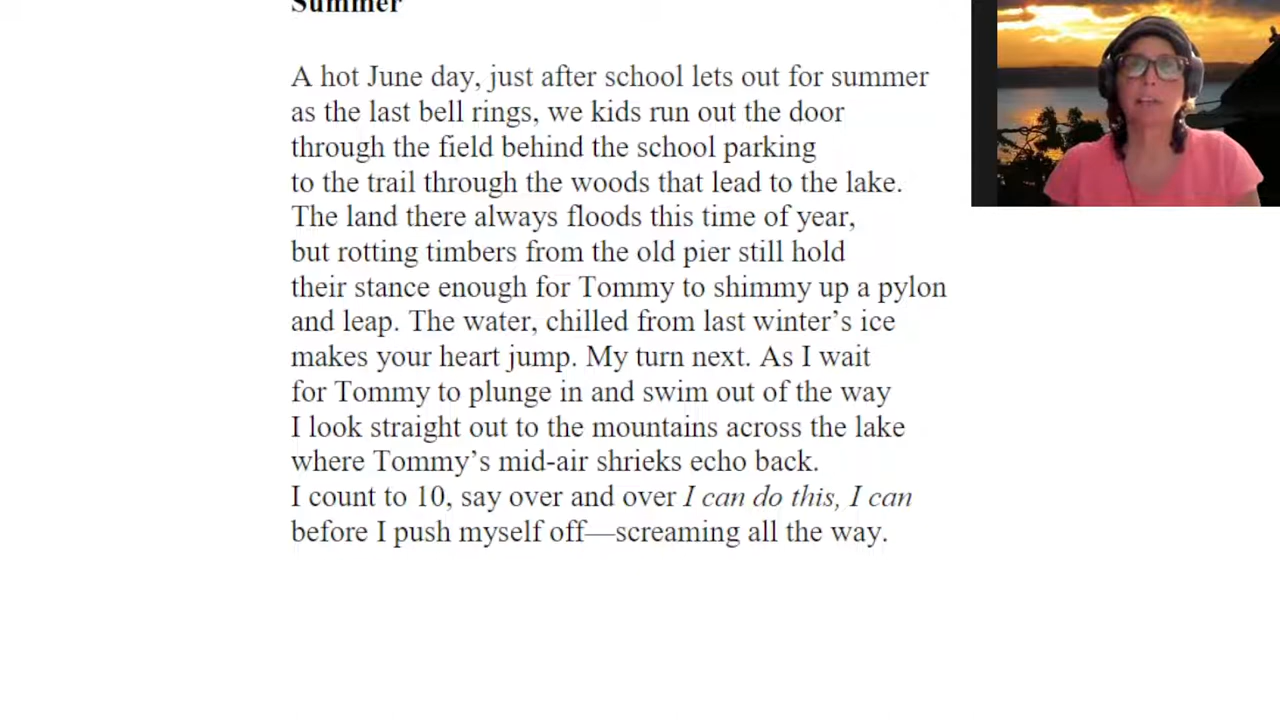 Summer
A hot June day, just after school lets out for summer
as the last bell rings, we kids run out the door
through the field behind the school parking
to the trail through the woods that lead to the lake.
The land there always floods this time of year,
but rotting timbers from the old pier still hold
their stance enough for Tommy to shimmy up a pylon
and leap. The water, chilled from last winter’s ice
makes your heart jump. My turn next. As I wait
for Tommy to plunge in and swim out of the way
I look straight out to the mountains across the lake
where Tommy’s mid-air shrieks echo back.
I count to 10, say over and over I can do this, I can
before I push myself off—screaming all the way.